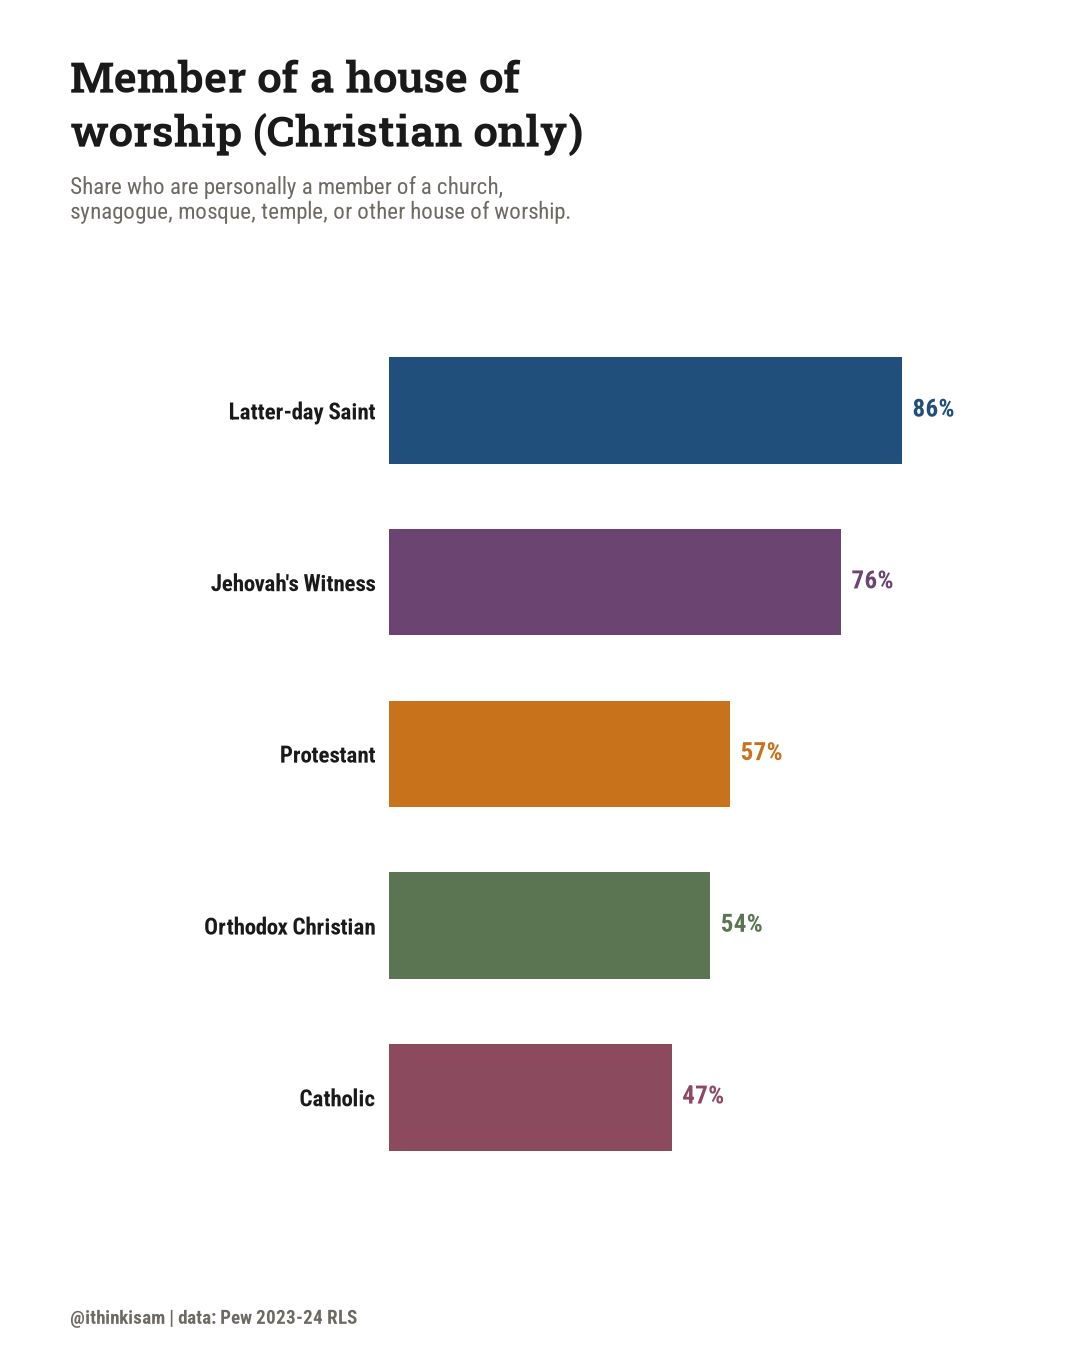 Member of a house of
worship (Christian only)
Share who are personally a member of a church,
synagogue, mosque, temple, or other house of worship.
Latter-day Saint
86%
Jehovah's Witness
76%
Protestant
57%
Orthodox Christian
54%
Catholic
47%
@ithinkisam | data: Pew 2023-24 RLS